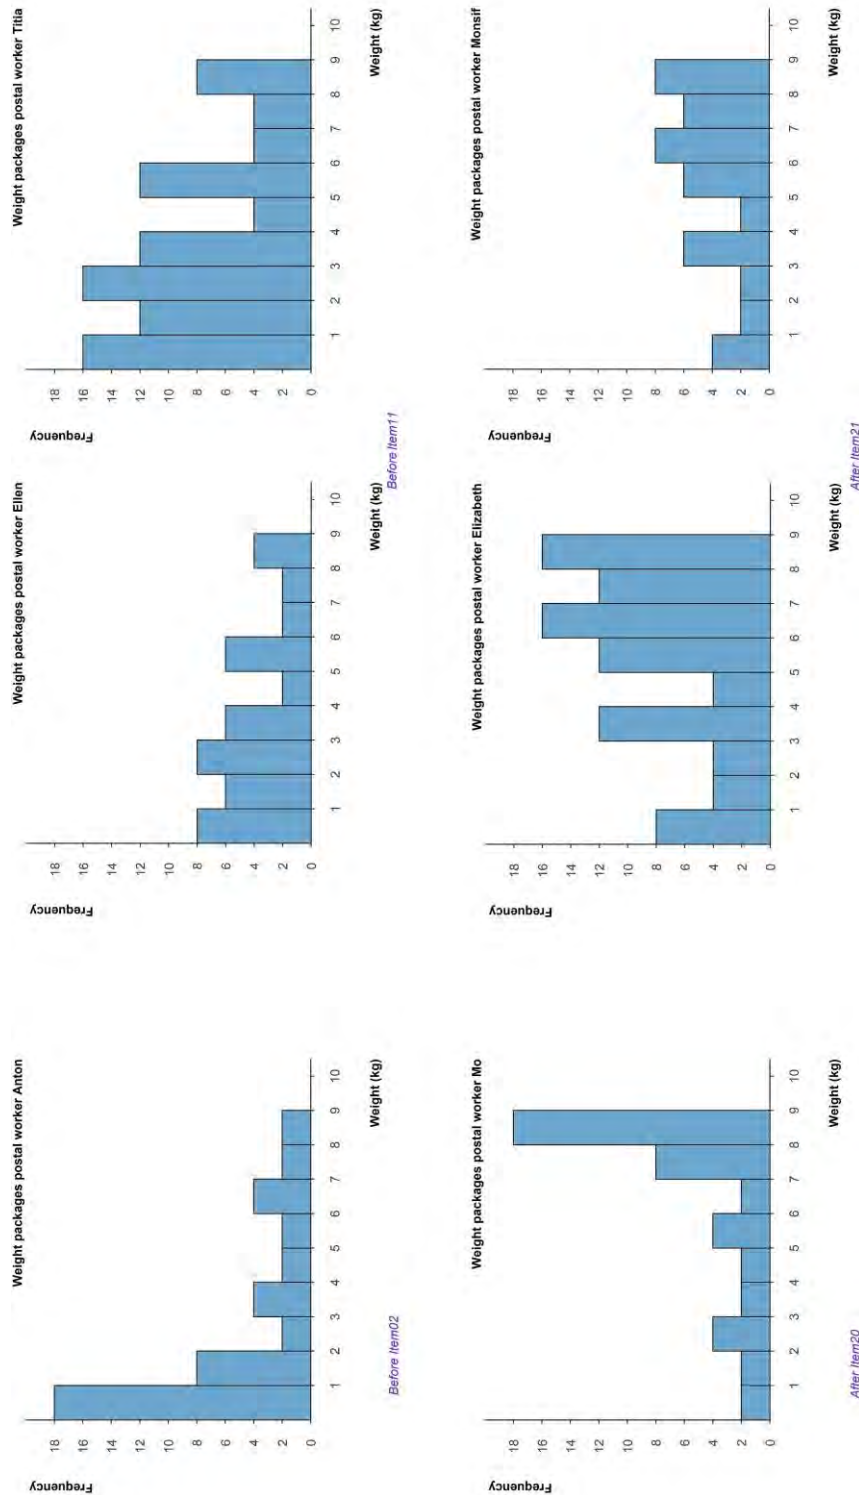 Weight packages postal worker Anton
Frequency
18
16
14
12
10
8
6
4
2
0
1 2 3 4 5 6 7 8 9 10
Weight (kg)
Before Item02
Weight packages postal worker Ellen
Frequency
18
16
14
12
10
8
6
4
2
0
1 2 3 4 5 6 7 8 9 10
Weight (kg)
Weight packages postal worker Titia
Frequency
18
16
14
12
10
8
6
4
2
0
1 2 3 4 5 6 7 8 9 10
Weight (kg)
Before Item11
Weight packages postal worker Mo
Frequency
18
16
14
12
10
8
6
4
2
0
1 2 3 4 5 6 7 8 9 10
Weight (kg)
After Item20
Weight packages postal worker Elizabeth
Frequency
18
16
14
12
10
8
6
4
2
0
1 2 3 4 5 6 7 8 9 10
Weight (kg)
Weight packages postal worker Monsif
Frequency
18
16
14
12
10
8
6
4
2
0
1 2 3 4 5 6 7 8 9 10
Weight (kg)
After Item21